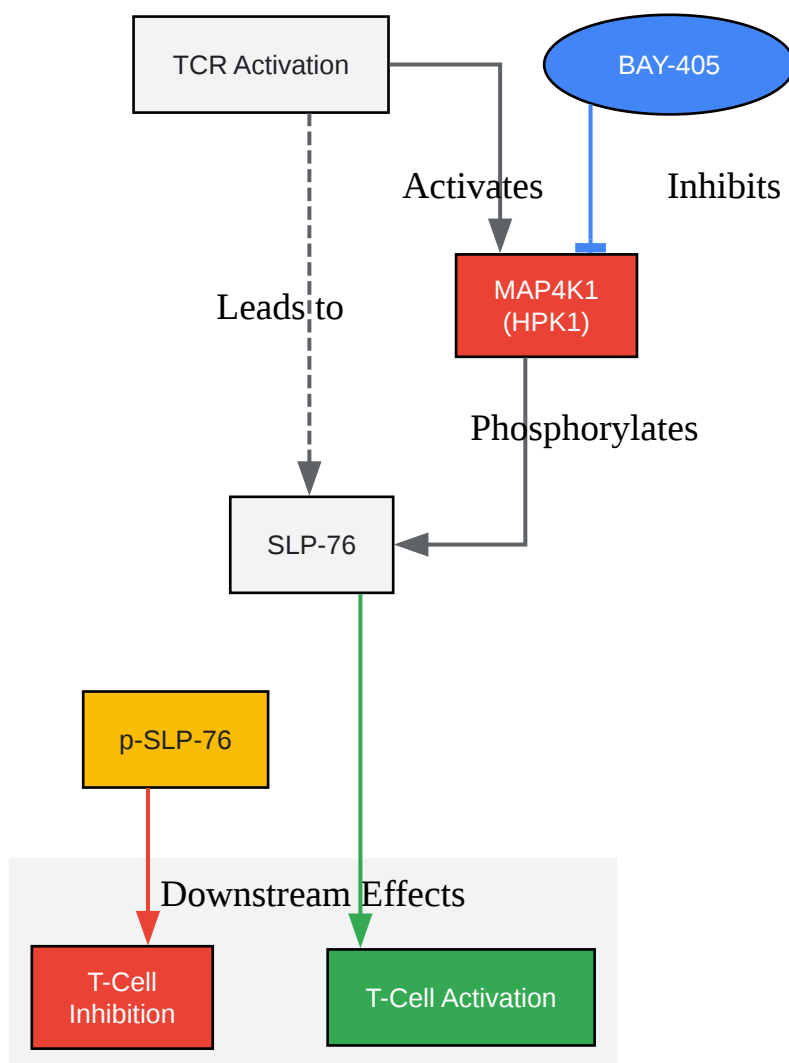 TCR Activation
BAY-405
Activates
Inhibits
MAP4K1
(HPK1)
Leads to
Phosphorylates
SLP-76
p-SLP-76
Downstream Effects
T-Cell
Inhibition
T-Cell Activation